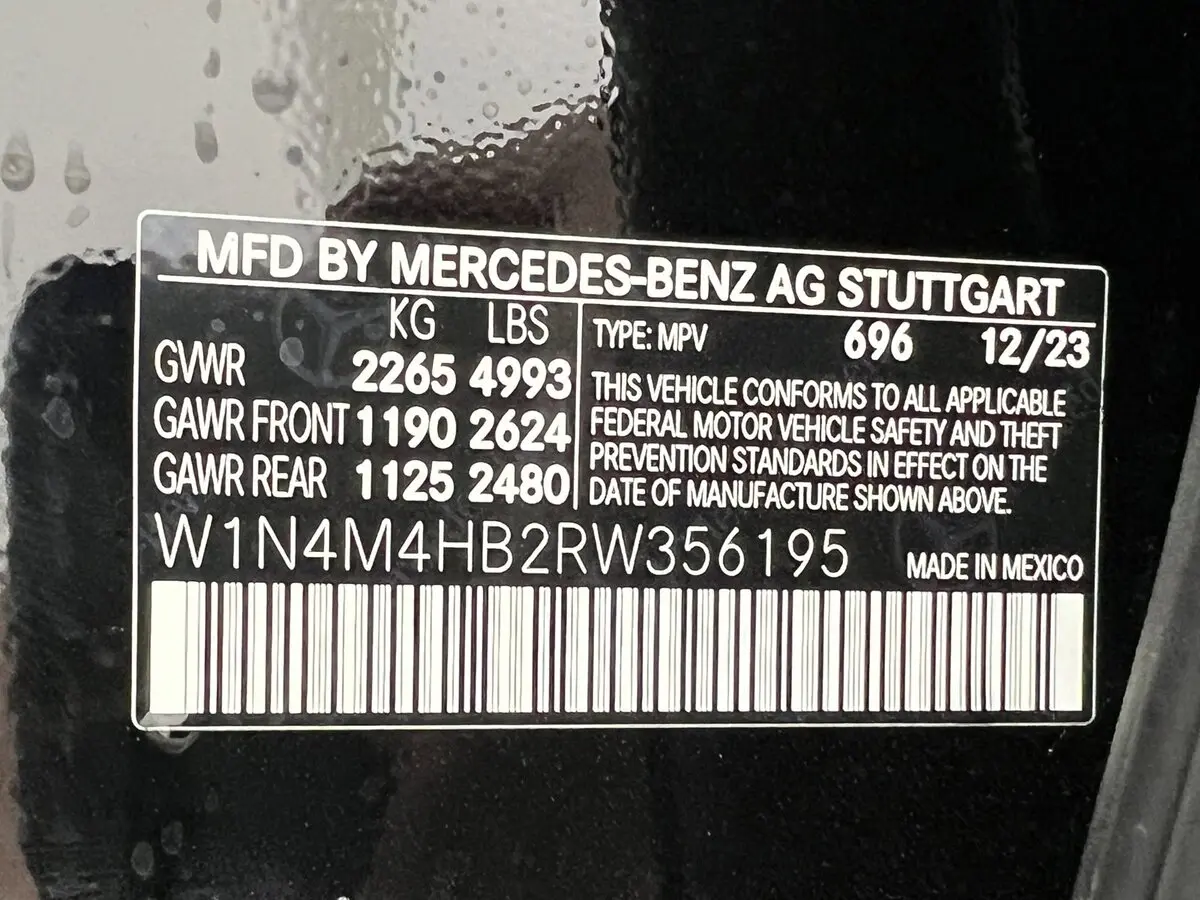 MFD BY MERCEDES-BENZ AG STUTTGART
KG LBS
GVWR 2265 4993
GAWR FRONT 1190 2624
GAWR REAR 1125 2480
TYPE: MPV 696 12/23
THIS VEHICLE CONFORMS TO ALL APPLICABLE
FEDERAL MOTOR VEHICLE SAFETY AND THEFT
PREVENTION STANDARDS IN EFFECT ON THE
DATE OF MANUFACTURE SHOWN ABOVE.
W1N4M4HB2RW356195 MADE IN MEXICO